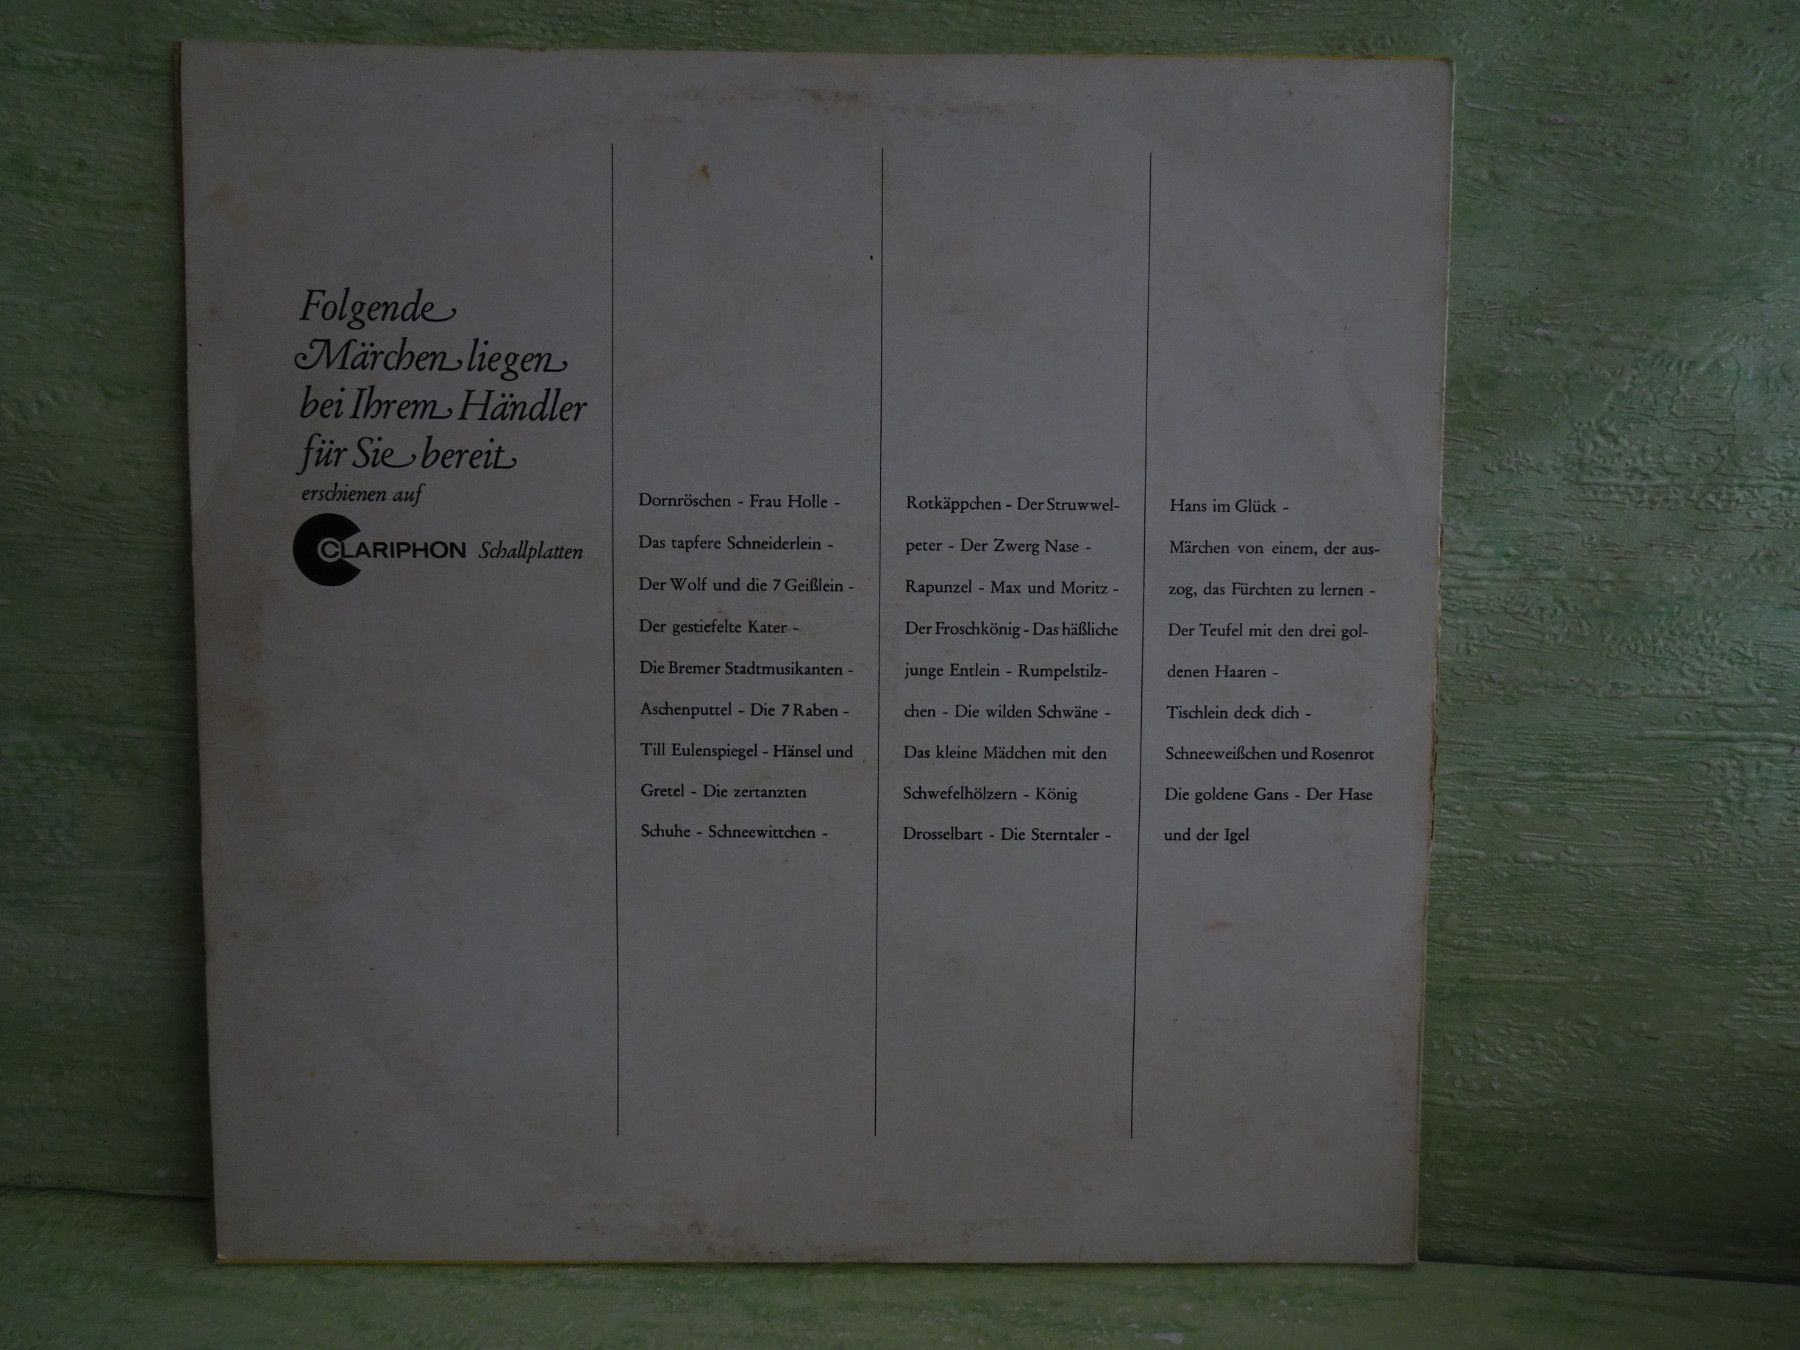 Folgende
Märchen liegen
bei Ihrem Händler
für Sie bereit
erschienen auf
CLARIPHON Schallplatten
Dornröschen - Frau Holle -
Das tapfere Schneiderlein -
Der Wolf und die 7 Geißlein -
Der gestiefelte Kater -
Die Bremer Stadtmusikanten -
Aschenputtel - Die 7 Raben -
Till Eulenspiegel - Hänsel und
Gretel - Die zertanzten
Schuhe - Schneewittchen -
Rotkäppchen - Der Struwwel-
peter - Der Zwerg Nase -
Rapunzel - Max und Moritz -
Der Froschkönig - Das häßliche
junge Entlein - Rumpelstilz-
chen - Die wilden Schwäne -
Das kleine Mädchen mit den
Schwefelhölzern - König
Drosselbart - Die Sterntaler -
Hans im Glück -
Märchen von einem, der aus-
zog, das Fürchten zu lernen -
Der Teufel mit den drei gol-
denen Haaren -
Tischlein deck dich -
Schneeweißchen und Rosenrot
Die goldene Gans - Der Hase
und der Igel